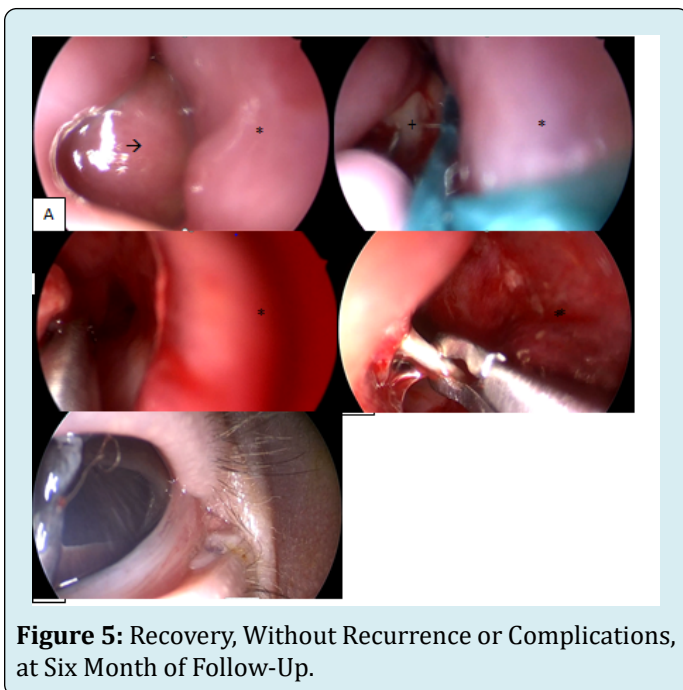 →
*
+
*
A
*
**Figure 5:** Recovery, Without Recurrence or Complications,
at Six Month of Follow-Up.